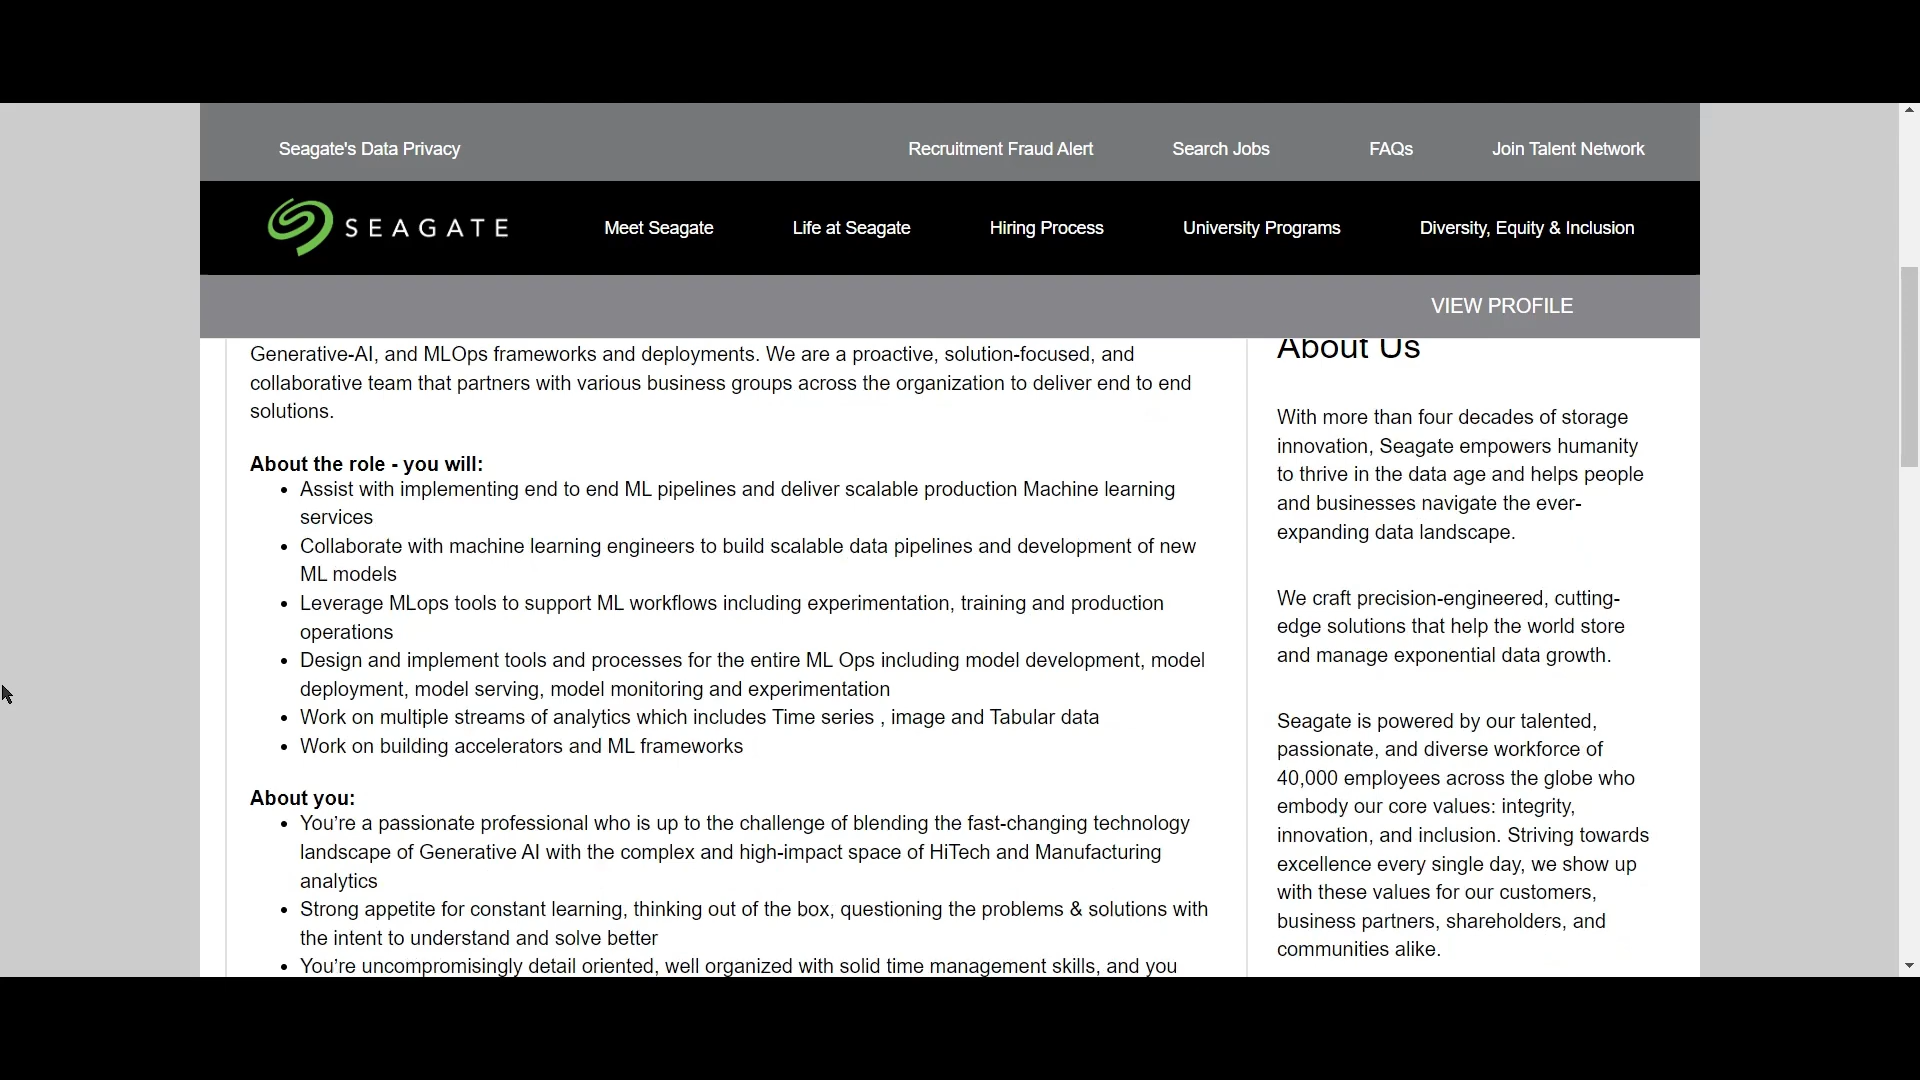 Seagate's Data Privacy
Recruitment Fraud Alert
Search Jobs
FAQs
Join Talent Network
SEAGATE
Meet Seagate
Life at Seagate
Hiring Process
University Programs
Diversity, Equity & Inclusion
VIEW PROFILE
Generative-AI, and MLOps frameworks and deployments. We are a proactive, solution-focused, and
collaborative team that partners with various business groups across the organization to deliver end to end
solutions.
About the role - you will:
• Assist with implementing end to end ML pipelines and deliver scalable production Machine learning
services
• Collaborate with machine learning engineers to build scalable data pipelines and development of new
ML models
• Leverage MLops tools to support ML workflows including experimentation, training and production
operations
• Design and implement tools and processes for the entire ML Ops including model development, model
deployment, model serving, model monitoring and experimentation
• Work on multiple streams of analytics which includes Time series , image and Tabular data
• Work on building accelerators and ML frameworks
About you:
• You’re a passionate professional who is up to the challenge of blending the fast-changing technology
landscape of Generative AI with the complex and high-impact space of HiTech and Manufacturing
analytics
• Strong appetite for constant learning, thinking out of the box, questioning the problems & solutions with
the intent to understand and solve better
• You’re uncompromisingly detail oriented, well organized with solid time management skills, and you
About Us
With more than four decades of storage
innovation, Seagate empowers humanity
to thrive in the data age and helps people
and businesses navigate the ever-
expanding data landscape.
We craft precision-engineered, cutting-
edge solutions that help the world store
and manage exponential data growth.
Seagate is powered by our talented,
passionate, and diverse workforce of
40,000 employees across the globe who
embody our core values: integrity,
innovation, and inclusion. Striving towards
excellence every single day, we show up
with these values for our customers,
business partners, shareholders, and
communities alike.